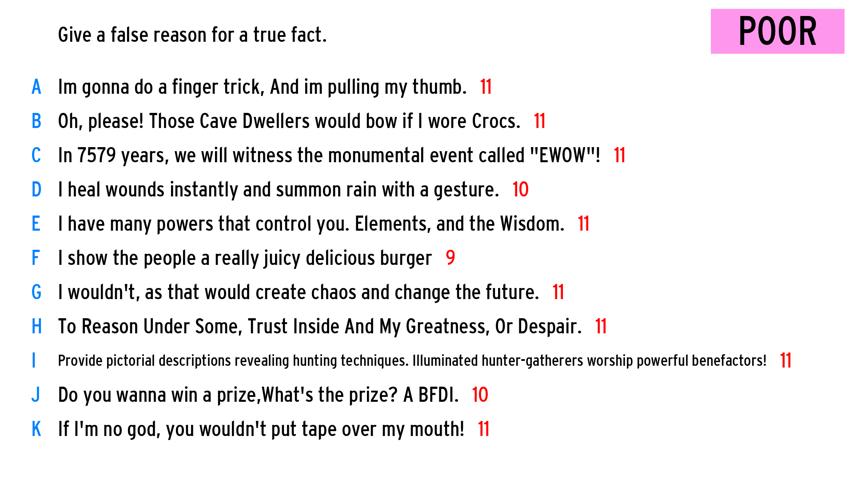 Give a false reason for a true fact.
POOR
A Im gonna do a finger trick, And im pulling my thumb. 11
B Oh, please! Those Cave Dwellers would bow if I wore Crocs. 11
C In 7579 years, we will witness the monumental event called "EWOW"! 11
D I heal wounds instantly and summon rain with a gesture. 10
E I have many powers that control you. Elements, and the Wisdom. 11
F I show the people a really juicy delicious burger 9
G I wouldn't, as that would create chaos and change the future. 11
H To Reason Under Some, Trust Inside And My Greatness, Or Despair. 11
I Provide pictorial descriptions revealing hunting techniques. Illuminated hunter-gatherers worship powerful benefactors! 11
J Do you wanna win a prize,What's the prize? A BFDI. 10
K If I'm no god, you wouldn't put tape over my mouth! 11